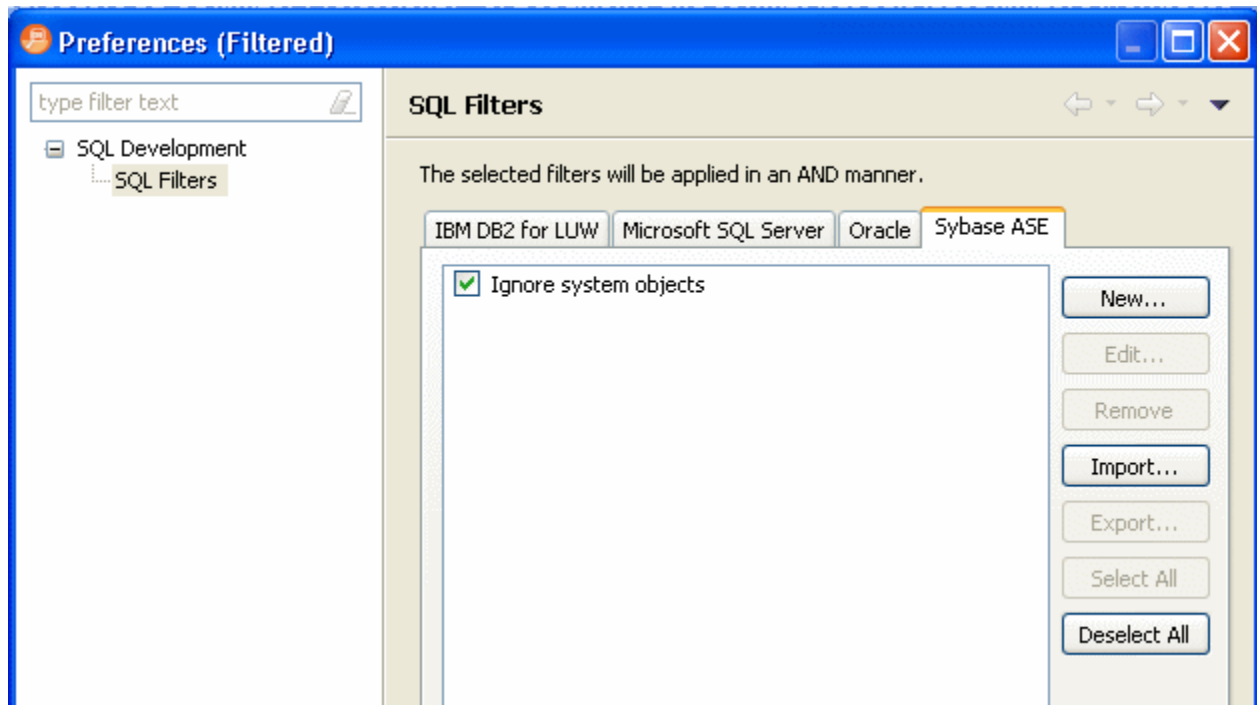 Preferences (Filtered)
type filter text
SQL Development
SQL Filters
SQL Filters
The selected filters will be applied in an AND manner.
IBM DB2 for LUW
Microsoft SQL Server
Oracle
Sybase ASE
Ignore system objects
New...
Edit...
Remove
Import...
Export...
Select All
Deselect All